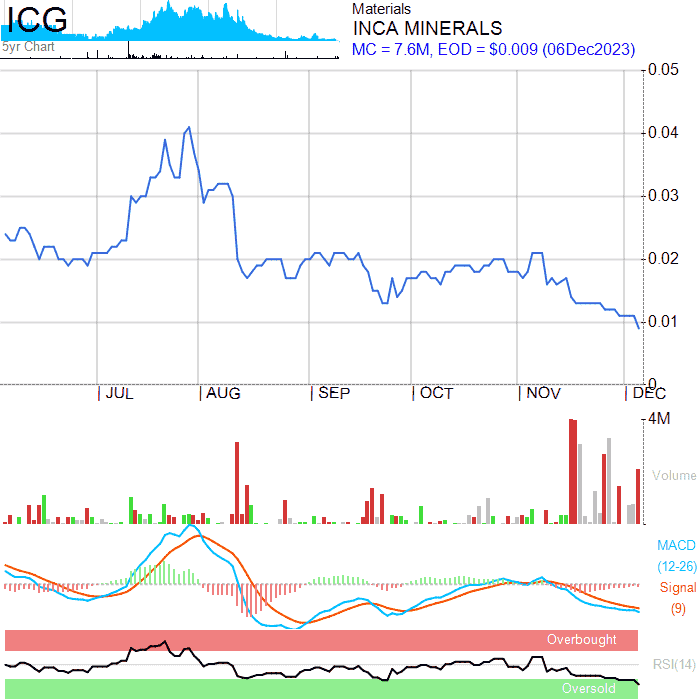 ICG
5yr Chart
Materials
INCA MINERALS
MC = 7.6M, EOD = $0.009 (06Dec2023)
0.05
0.04
0.03
0.02
0.01
0
JUL AUG SEP OCT NOV DEC
4M
Volume
MACD
(12-26)
Signal
(9)
Overbought
RSI(14)
Oversold